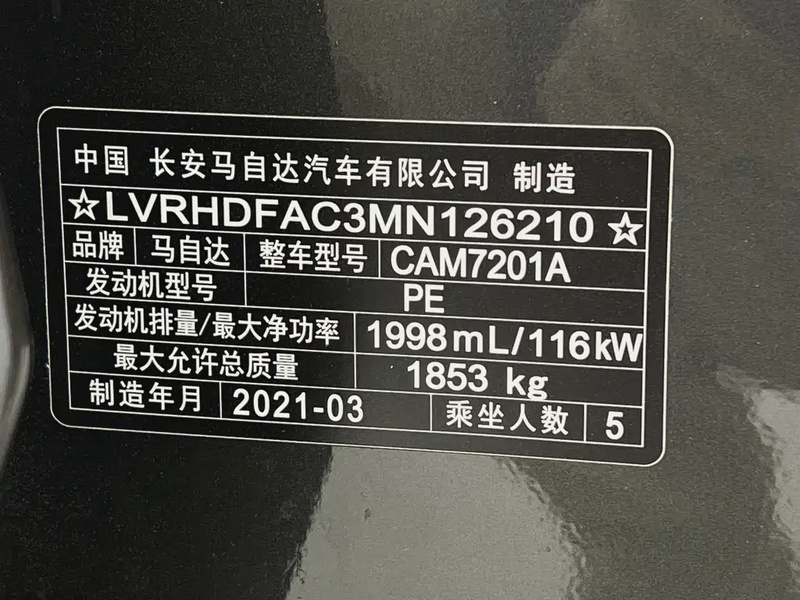 中国 长安马自达汽车有限公司 制造
☆LVRHDFAC3MN126210☆
品牌 马自达 整车型号 CAM7201A
发动机型号 PE
发动机排量/最大净功率 1998mL/116kW
最大允许总质量 1853 kg
制造年月 2021-03 乘坐人数 5